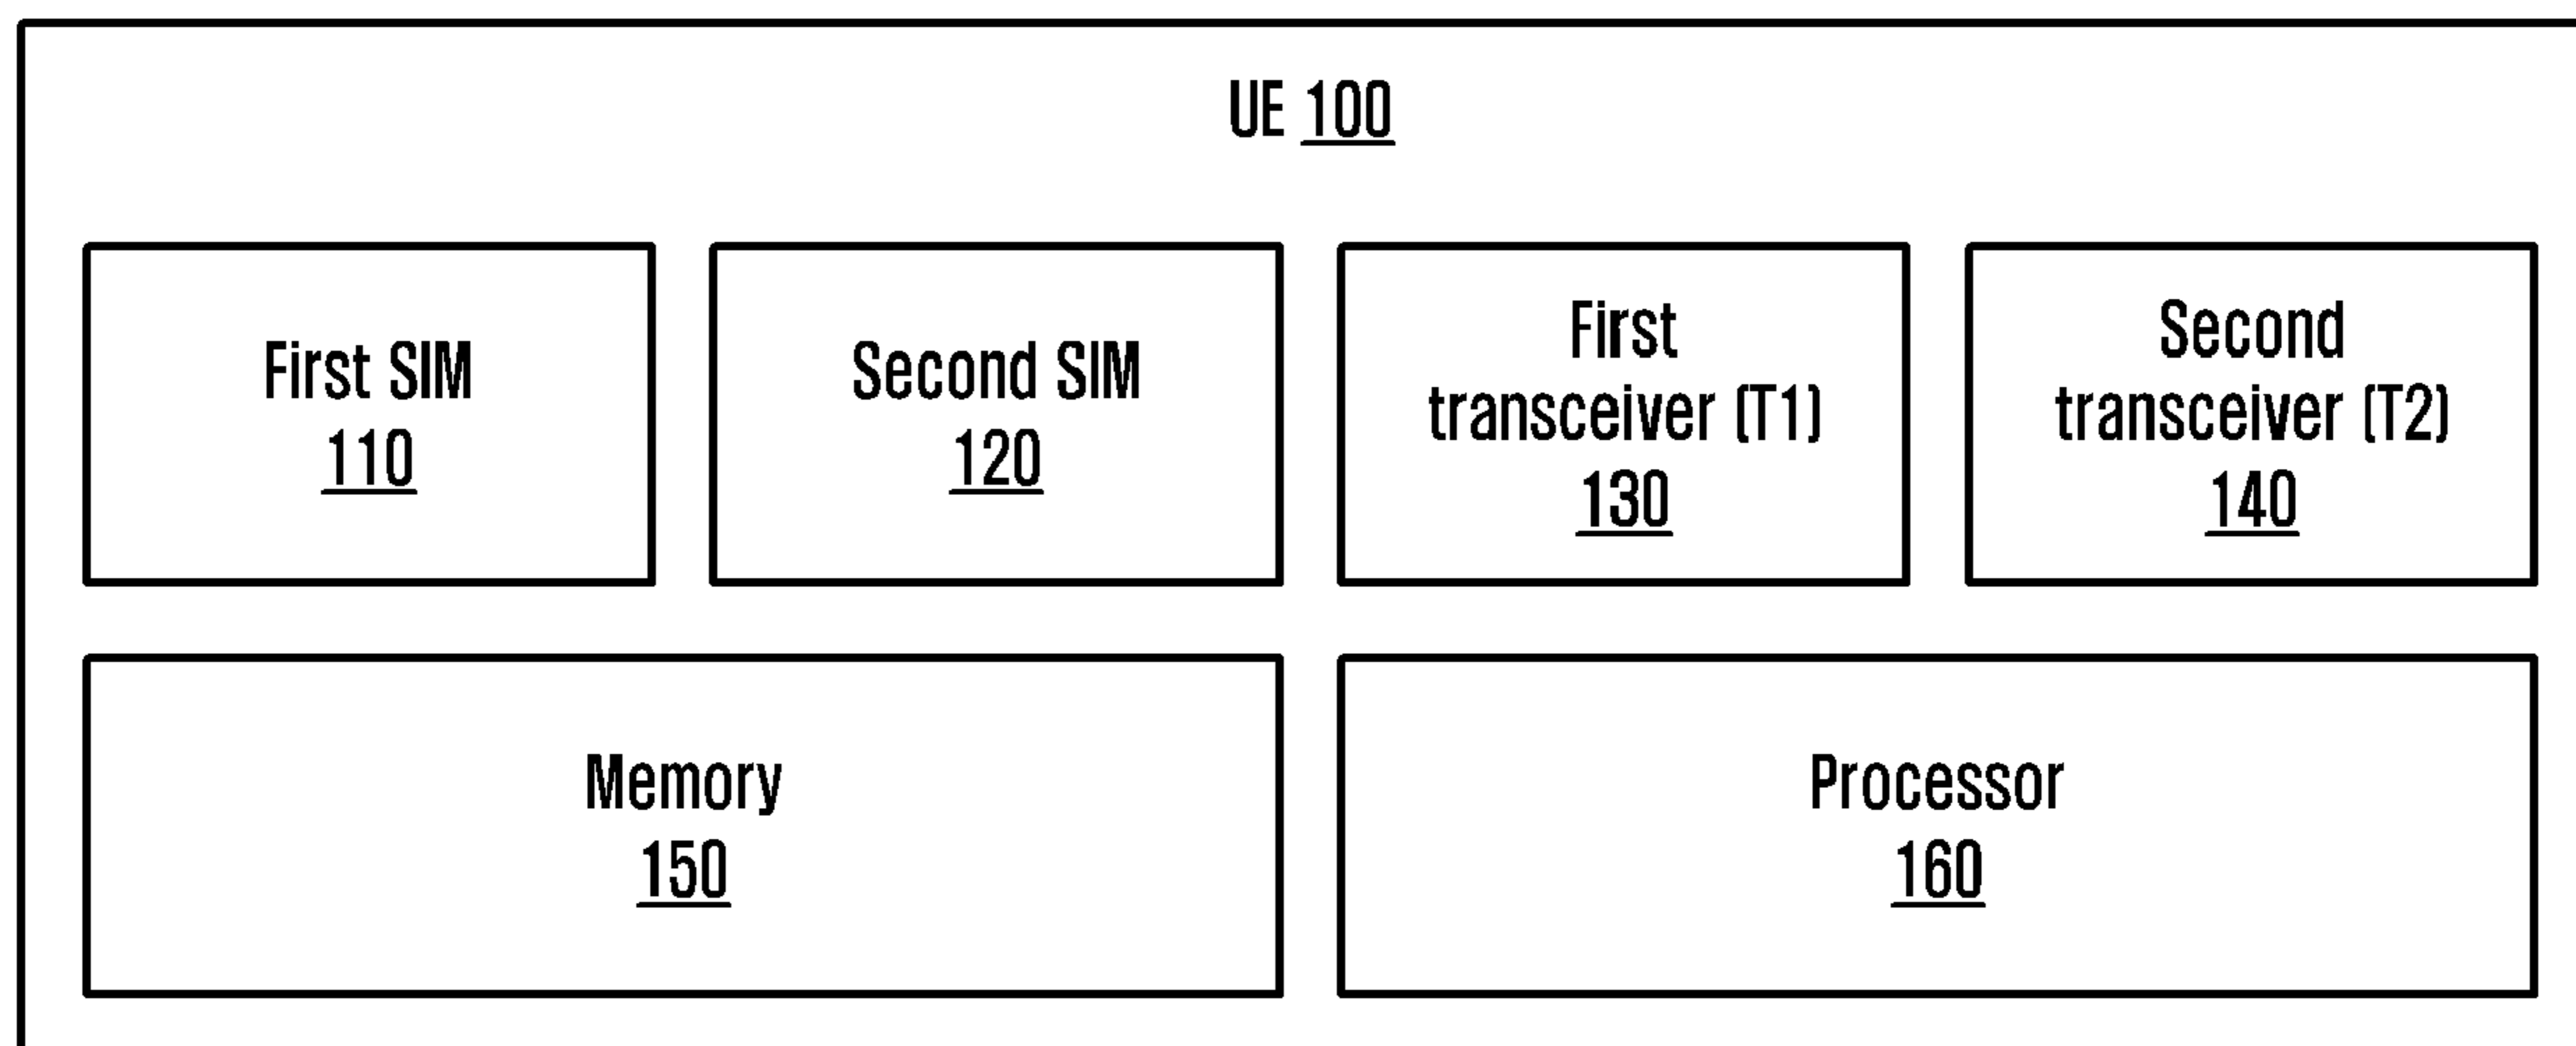 UE 100
First SIM
110
Second SIM
120
First
transceiver (T1)
130
Second
transceiver (T2)
140
Memory
150
Processor
160